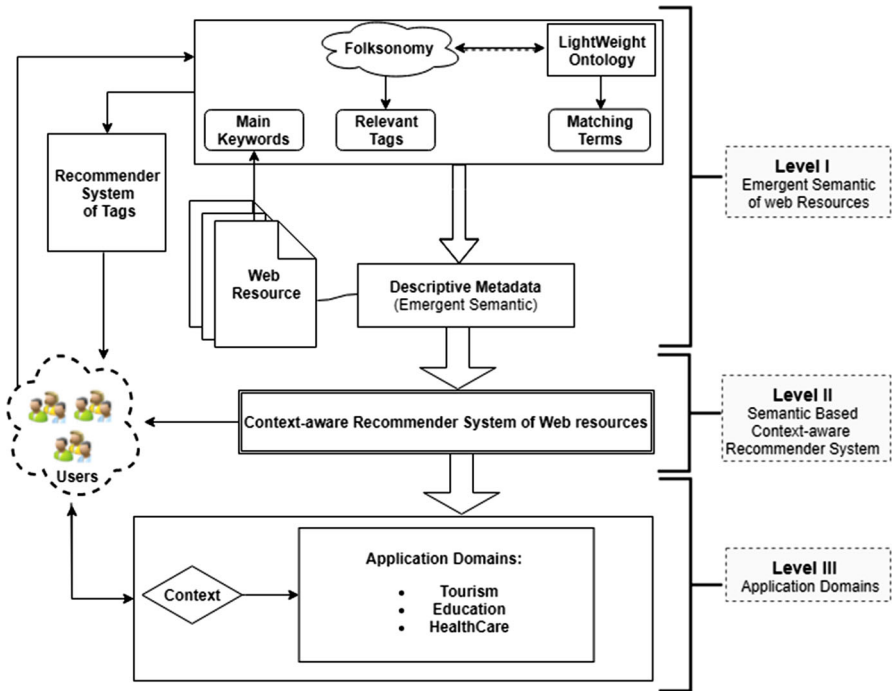 Folksonomy
LightWeight
Ontology
Main
Keywords
Relevant
Tags
Matching
Terms
Recommender
System
of Tags
Level I
Emergent Semantic
of web Resources
Web
Resource
Descriptive Metadata
(Emergent Semantic)
Context-aware Recommender System of Web resources
Level II
Semantic Based
Context-aware
Recommender System
Users
Application Domains:
• Tourism
• Education
• HealthCare
Context
Level III
Application Domains